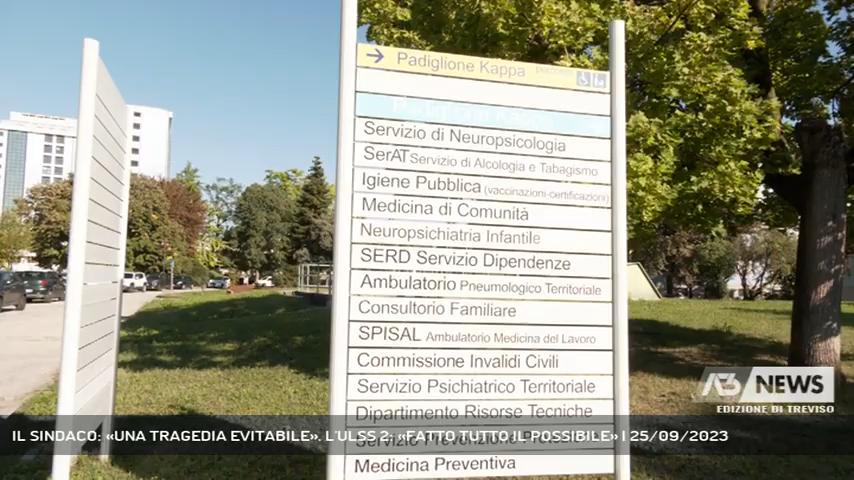 Padiglione Kappa
Servizio di Neuropsicologia
SerAT Servizio di Alcologia e Tabagismo
Igiene Pubblica (vaccinazioni-certificazioni)
Medicina di Comunità
Neuropsichiatria Infantile
SERD Servizio Dipendenze
Ambulatorio Pneumologico Territoriale
Consultorio Familiare
SPISAL Ambulatorio Medicina del Lavoro
Commissione Invalidi Civili
Servizio Psichiatrico Territoriale
Dipartimento Risorse Tecniche
Servizio Prevenzione
Medicina Preventiva
NEWS
EDIZIONE DI TREVISO
IL SINDACO: «UNA TRAGEDIA EVITABILE». L'ULSS 2: «FATTO TUTTO IL POSSIBILE» | 25/09/2023